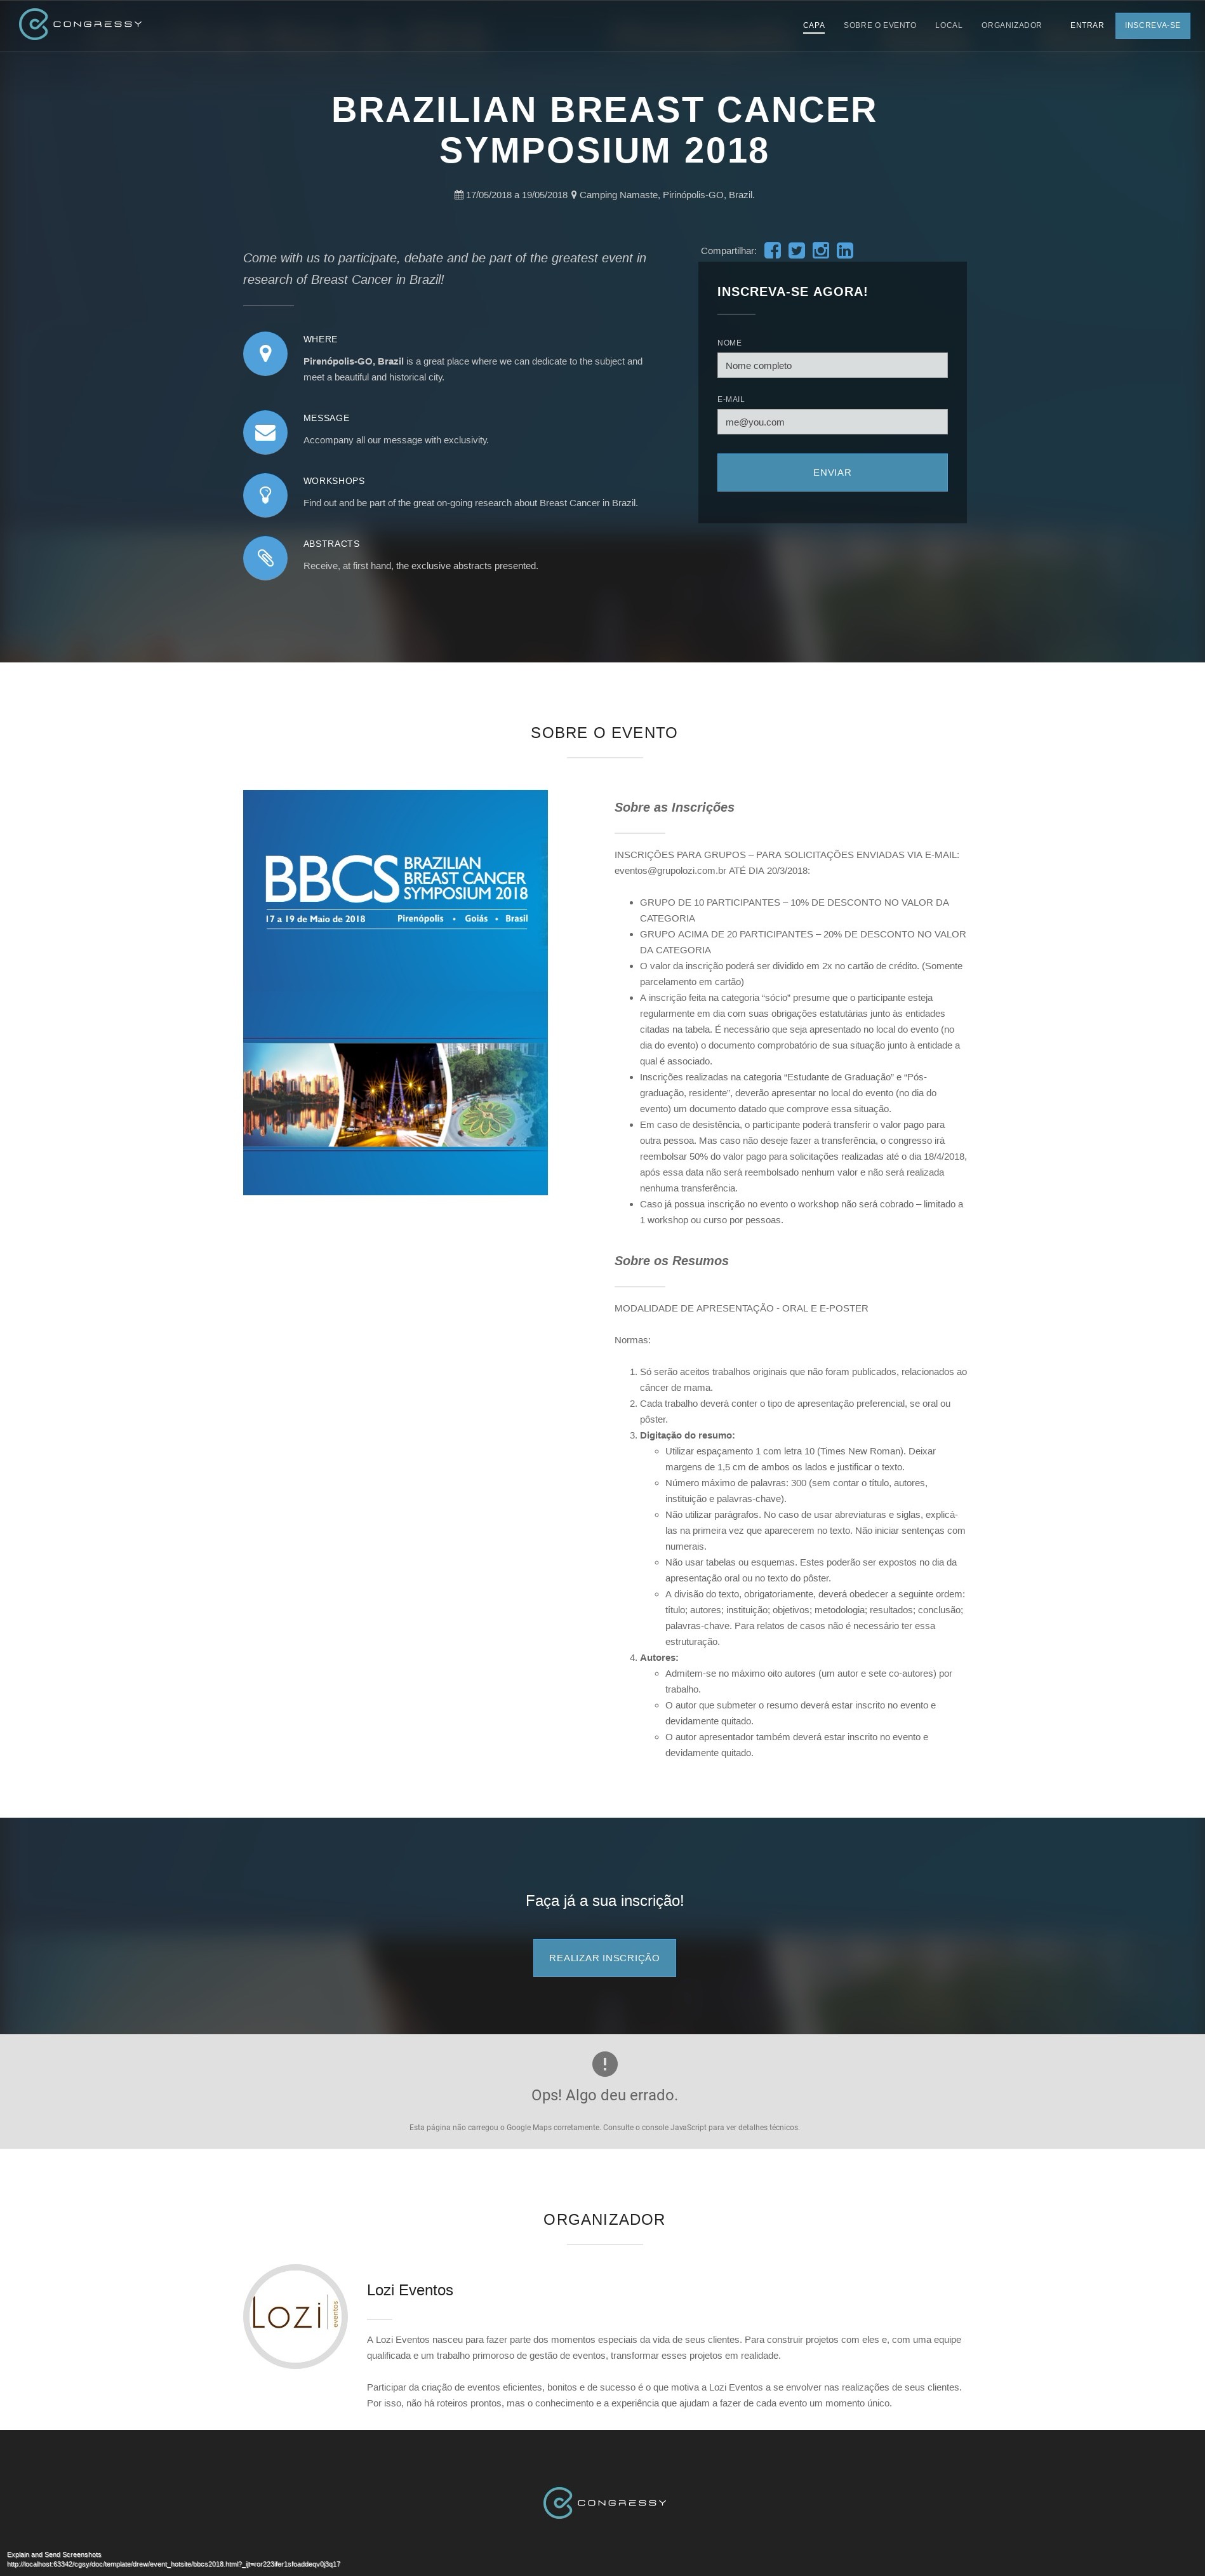 CONGRESSY
CAPA SOBRE O EVENTO LOCAL ORGANIZADOR ENTRAR INSCREVA-SE
BRAZILIAN BREAST CANCER
SYMPOSIUM 2018
17/05/2018 a 19/05/2018 Camping Namaste, Pirinópolis-GO, Brazil.
Come with us to participate, debate and be part of the greatest event in
research of Breast Cancer in Brazil!
WHERE
Pirenópolis-GO, Brazil is a great place where we can dedicate to the subject and
meet a beautiful and historical city.
MESSAGE
Accompany all our message with exclusivity.
WORKSHOPS
Find out and be part of the great on-going research about Breast Cancer in Brazil.
ABSTRACTS
Receive, at first hand, the exclusive abstracts presented.
Compartilhar:
INSCREVA-SE AGORA!
NOME
Nome completo
E-MAIL
me@you.com
ENVIAR
SOBRE O EVENTO
BBCS BRAZILIAN
BREAST CANCER
SYMPOSIUM 2018
17 a 19 de Maio de 2018 Pirenópolis • Goiás • Brasil
Sobre as Inscrições
INSCRIÇÕES PARA GRUPOS – PARA SOLICITAÇÕES ENVIADAS VIA E-MAIL:
eventos@grupolozi.com.br ATÉ DIA 20/3/2018:
• GRUPO DE 10 PARTICIPANTES – 10% DE DESCONTO NO VALOR DA
CATEGORIA
• GRUPO ACIMA DE 20 PARTICIPANTES – 20% DE DESCONTO NO VALOR
DA CATEGORIA
• O valor da inscrição poderá ser dividido em 2x no cartão de crédito. (Somente
parcelamento em cartão)
• A inscrição feita na categoria “sócio” presume que o participante esteja
regularmente em dia com suas obrigações estatutárias junto às entidades
citadas na tabela. É necessário que seja apresentado no local do evento (no
dia do evento) o documento comprobatório de sua situação junto à entidade a
qual é associado.
• Inscrições realizadas na categoria “Estudante de Graduação” e “Pós-
graduação, residente”, deverão apresentar no local do evento (no dia do
evento) um documento datado que comprove essa situação.
• Em caso de desistência, o participante poderá transferir o valor pago para
outra pessoa. Mas caso não deseje fazer a transferência, o congresso irá
reembolsar 50% do valor pago para solicitações realizadas até o dia 18/4/2018,
após essa data não será reembolsado nenhum valor e não será realizada
nenhuma transferência.
• Caso já possua inscrição no evento o workshop não será cobrado – limitado a
1 workshop ou curso por pessoas.
Sobre os Resumos
MODALIDADE DE APRESENTAÇÃO - ORAL E E-POSTER
Normas:
1. Só serão aceitos trabalhos originais que não foram publicados, relacionados ao
câncer de mama.
2. Cada trabalho deverá conter o tipo de apresentação preferencial, se oral ou
pôster.
3. Digitação do resumo:
◦ Utilizar espaçamento 1 com letra 10 (Times New Roman). Deixar
margens de 1,5 cm de ambos os lados e justificar o texto.
◦ Número máximo de palavras: 300 (sem contar o título, autores,
instituição e palavras-chave).
◦ Não utilizar parágrafos. No caso de usar abreviaturas e siglas, explicá-
las na primeira vez que aparecerem no texto. Não iniciar sentenças com
numerais.
◦ Não usar tabelas ou esquemas. Estes poderão ser expostos no dia da
apresentação oral ou no texto do pôster.
◦ A divisão do texto, obrigatoriamente, deverá obedecer a seguinte ordem:
título; autores; instituição; objetivos; metodologia; resultados; conclusão;
palavras-chave. Para relatos de casos não é necessário ter essa
estruturação.
4. Autores:
◦ Admitem-se no máximo oito autores (um autor e sete co-autores) por
trabalho.
◦ O autor que submeter o resumo deverá estar inscrito no evento e
devidamente quitado.
◦ O autor apresentador também deverá estar inscrito no evento e
devidamente quitado.
Faça já a sua inscrição!
REALIZAR INSCRIÇÃO
Ops! Algo deu errado.
Esta página não carregou o Google Maps corretamente. Consulte o console JavaScript para ver detalhes técnicos.
ORGANIZADOR
Lozi eventos
Lozi Eventos
A Lozi Eventos nasceu para fazer parte dos momentos especiais da vida de seus clientes. Para construir projetos com eles e, com uma equipe
qualificada e um trabalho primoroso de gestão de eventos, transformar esses projetos em realidade.
Participar da criação de eventos eficientes, bonitos e de sucesso é o que motiva a Lozi Eventos a se envolver nas realizações de seus clientes.
Por isso, não há roteiros prontos, mas o conhecimento e a experiência que ajudam a fazer de cada evento um momento único.
CONGRESSY
Explain and Send Screenshots
http://localhost:63342/cgsy/doc/template/drew/event_hotsite/bbcs2018.html?_ijt=ror223lfer1sfoaddeqv0j3q17